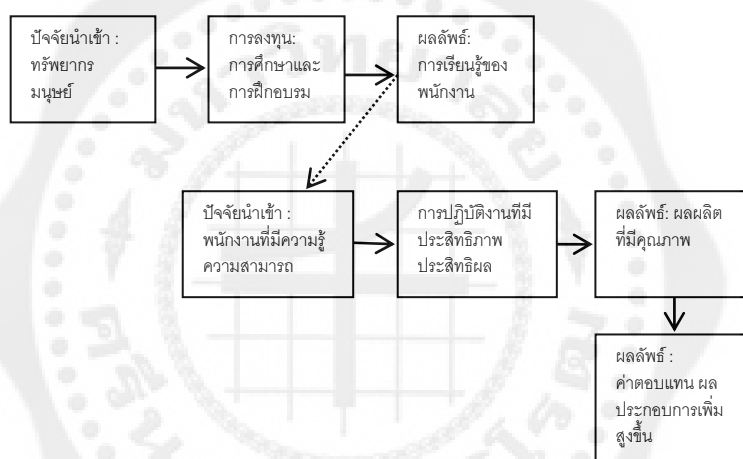 ปัจจัยนำเข้า :
ทรัพยากร
มนุษย์
การลงทุน:
การศึกษาและ
การฝึกอบรม
ผลลัพธ์:
การเรียนรู้ของ
พนักงาน
ปัจจัยนำเข้า :
พนักงานที่มีความรู้
ความสามารถ
การปฏิบัติงานที่มี
ประสิทธิภาพ
ประสิทธิผล
ผลลัพธ์: ผลผลิต
ที่มีคุณภาพ
ผลลัพธ์ :
ค่าตอบแทน ผล
ประกอบการเพิ่ม
สูงขึ้น